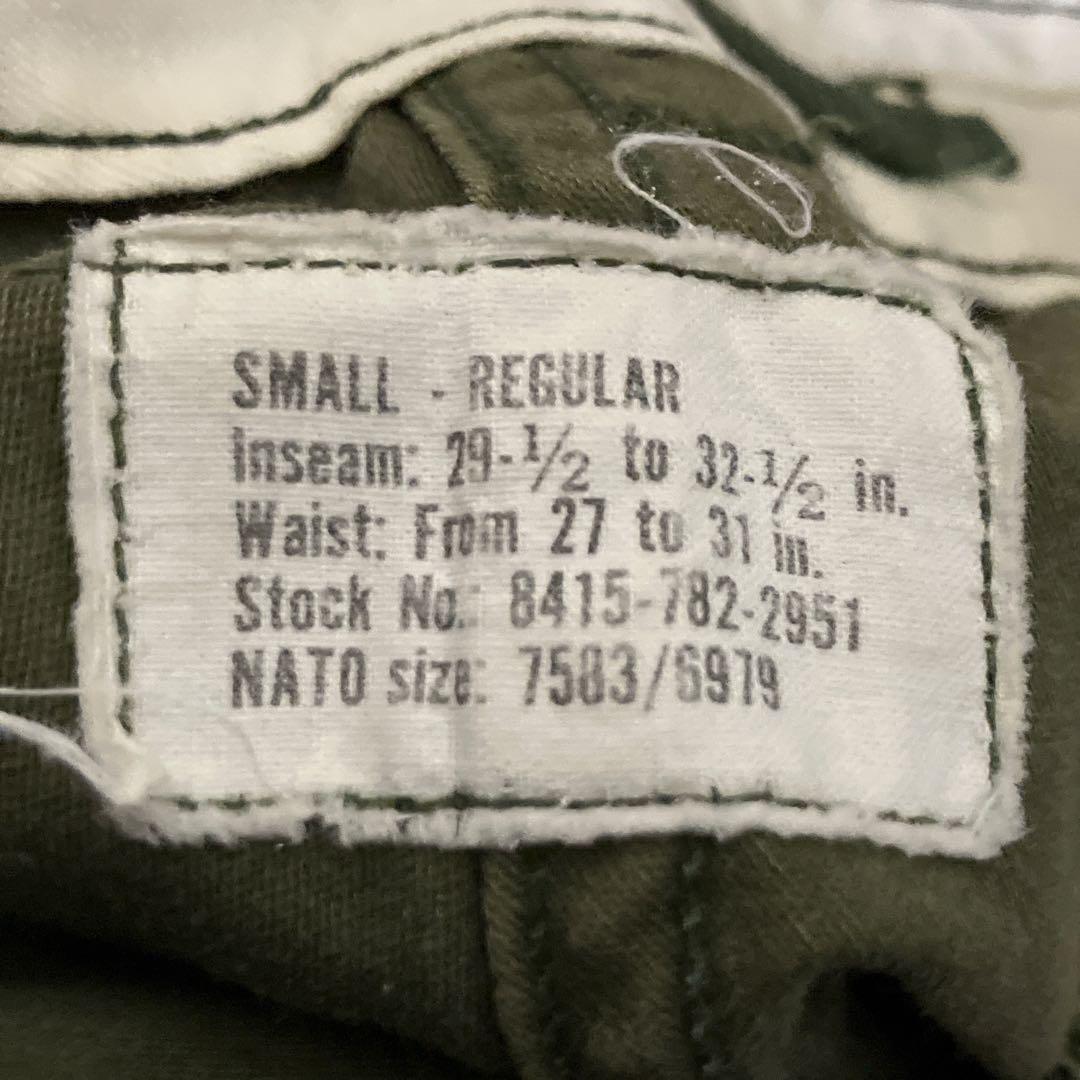 SMALL - REGULAR
Inseam: 29-1/2 to 32-1/2 in.
Waist: From 27 to 31 in.
Stock No.: 8415-782-2951
NATO size: 7583/6979